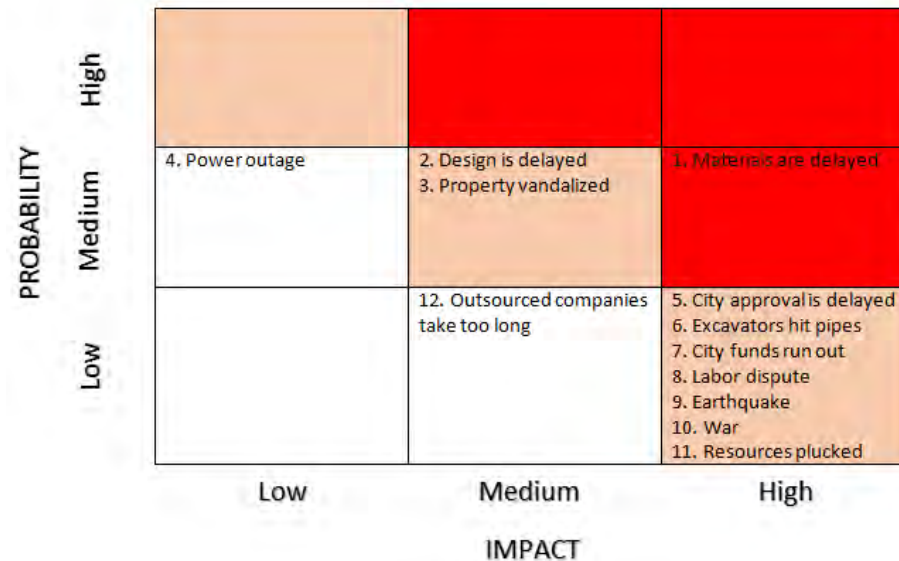 PROBABILITY
High
Medium
Low
4. Power outage
2. Design is delayed
3. Property vandalized
1. Materials are delayed
12. Outsourced companies
take too long
5. City approval is delayed
6. Excavators hit pipes
7. City funds run out
8. Labor dispute
9. Earthquake
10. War
11. Resources plucked
Low
Medium
High
IMPACT